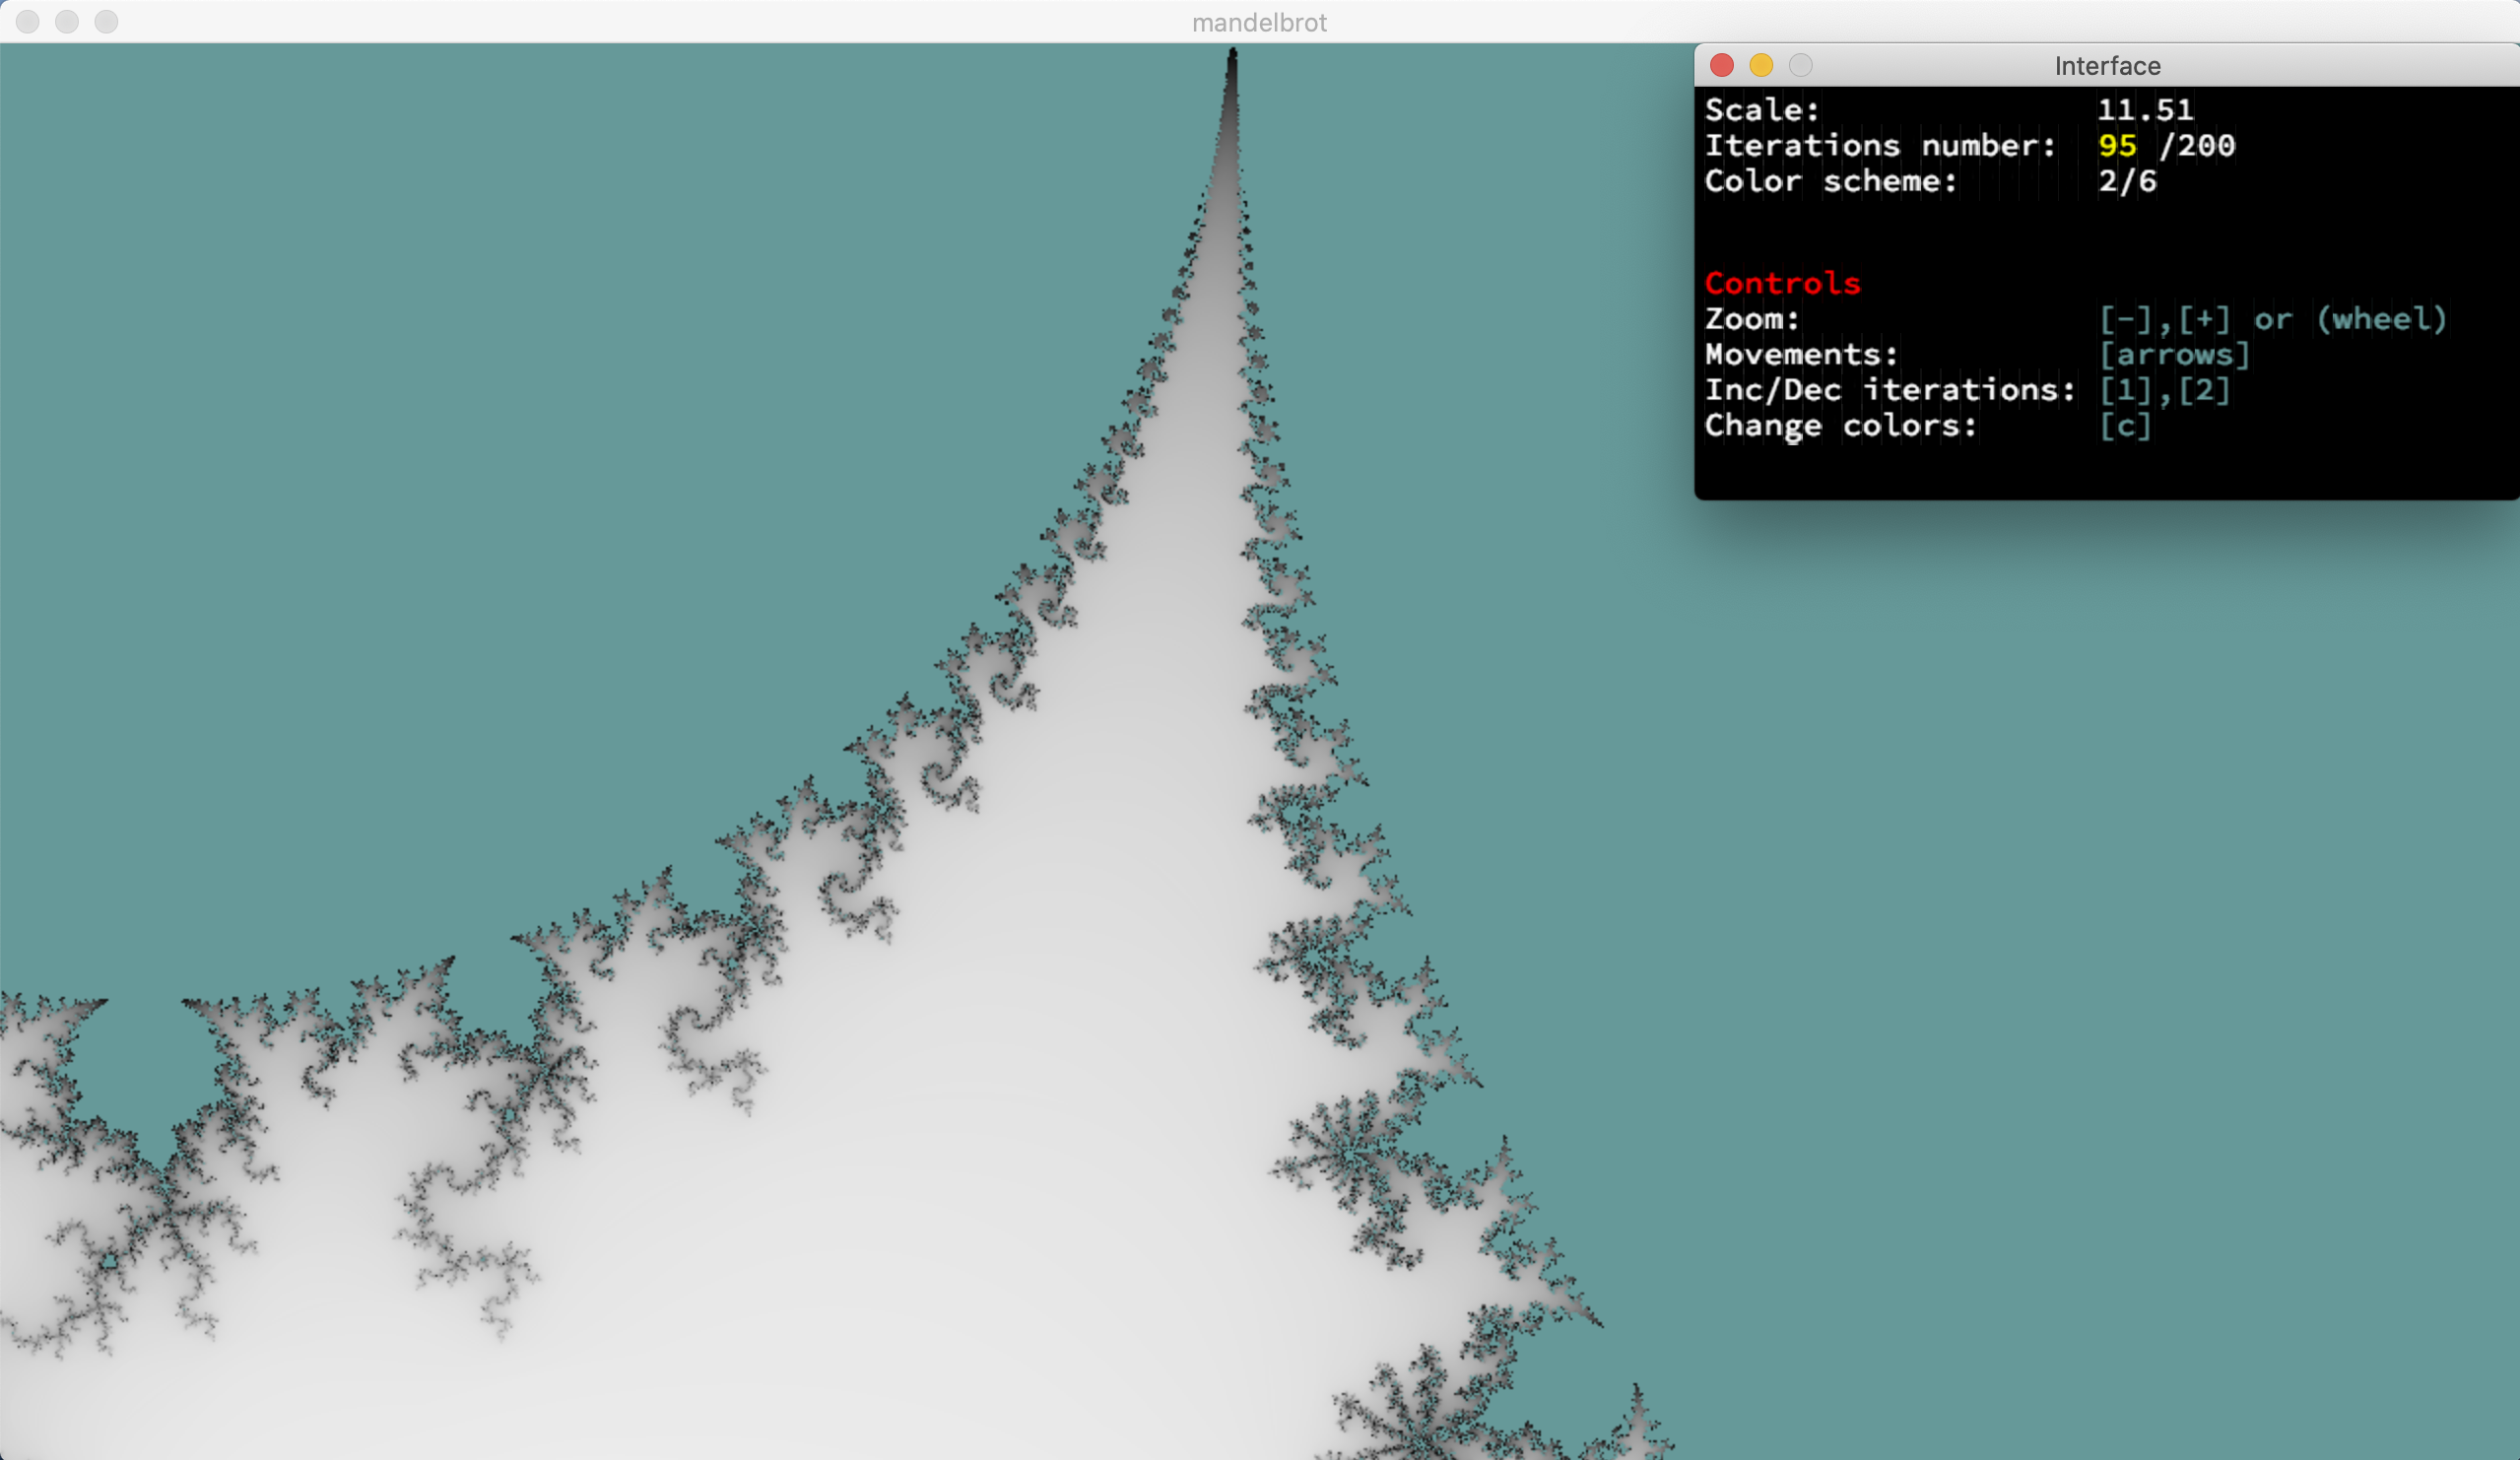 mandelbrot
Interface
Scale: 11.51
Iterations number: 95 /200
Color scheme: 2/6
Controls
Zoom: [-],[+] or (wheel)
Movements: [arrows]
Inc/Dec iterations: [1],[2]
Change colors: [c]